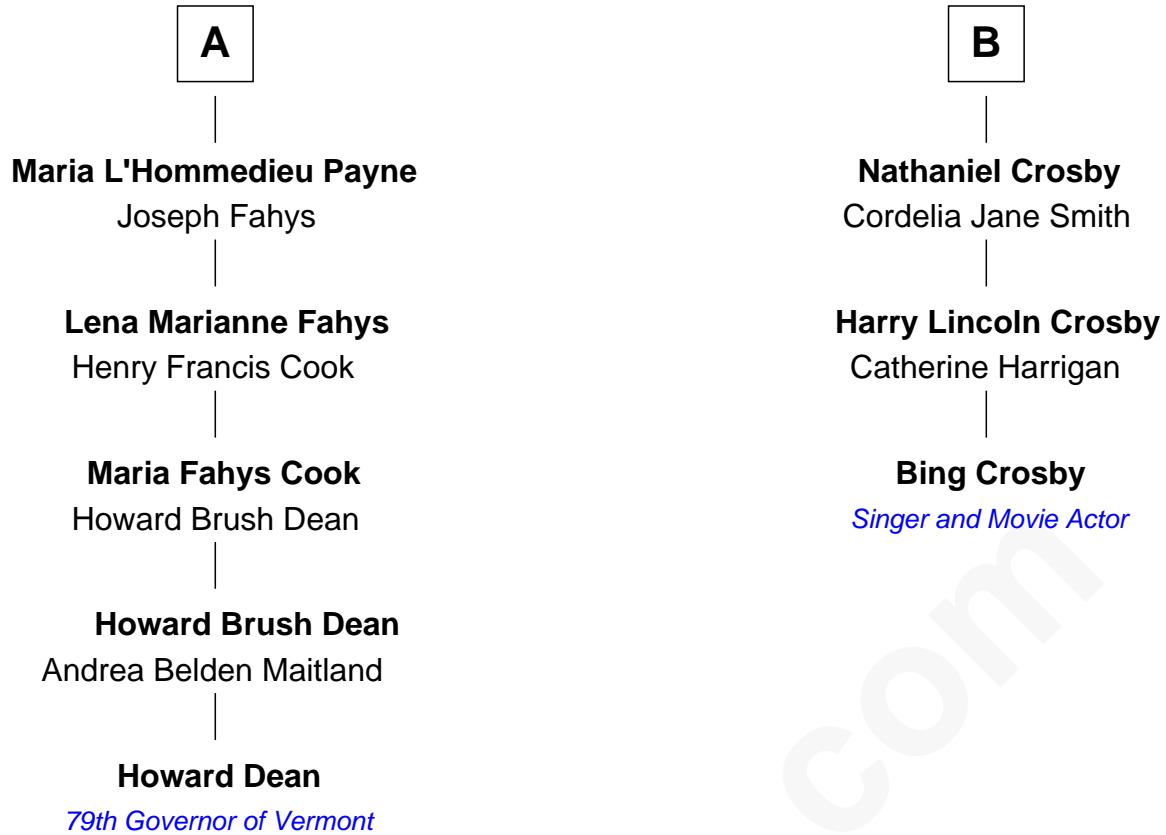 A
Maria L'Hommedieu Payne
Joseph Fahys
Lena Marianne Fahys
Henry Francis Cook
Maria Fahys Cook
Howard Brush Dean
Howard Brush Dean
Andrea Belden Maitland
Howard Dean
79th Governor of Vermont
B
Nathaniel Crosby
Cordelia Jane Smith
Harry Lincoln Crosby
Catherine Harrigan
Bing Crosby
Singer and Movie Actor
com